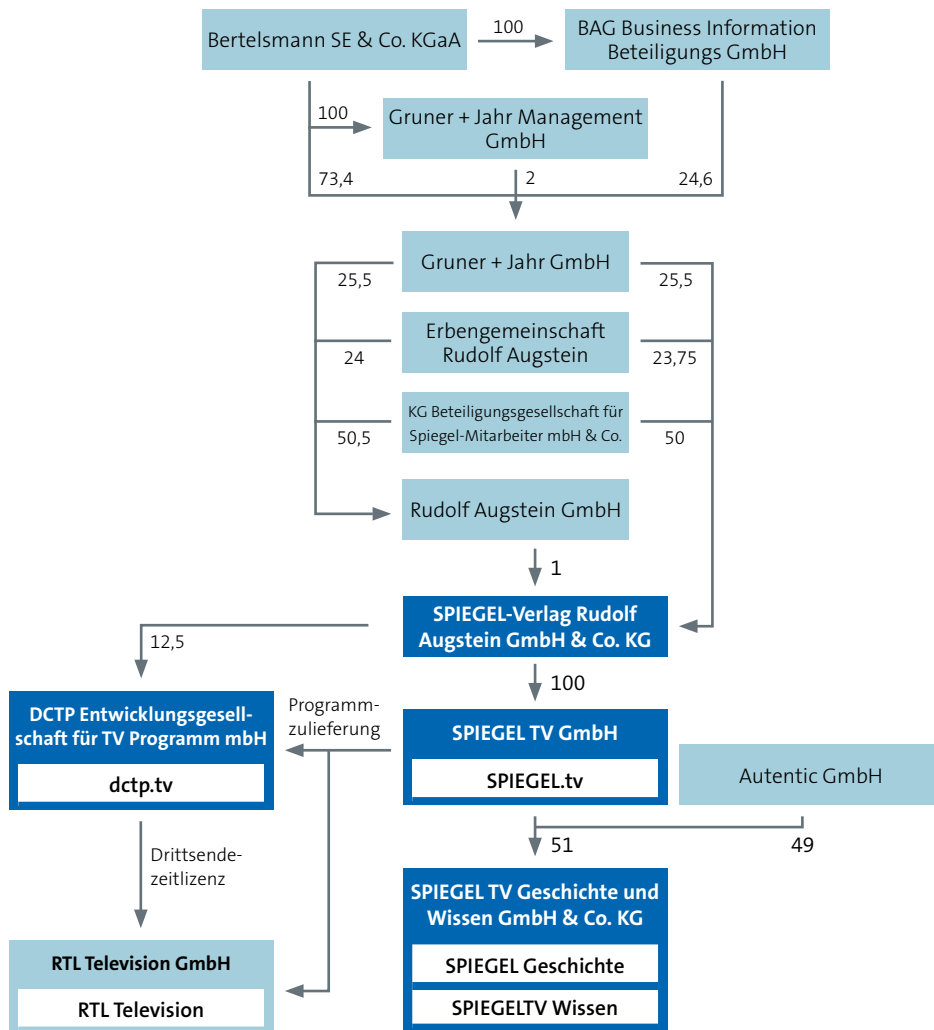 Bertelsmann SE & Co. KGaA
100
BAG Business Information
Beteiligungs GmbH
100
Gruner + Jahr Management
GmbH
73,4
2
24,6
Gruner + Jahr GmbH
25,5
25,5
Erbengemeinschaft
Rudolf Augstein
24
23,75
KG Beteiligungsgesellschaft für
Spiegel-Mitarbeiter mbH & Co.
50,5
50
Rudolf Augstein GmbH
1
SPIEGEL-Verlag Rudolf
Augstein GmbH & Co. KG
12,5
100
DCTP Entwicklungsgesell-
schaft für TV Programm mbH
dctp.tv
Programm-
zulieferung
SPIEGEL TV GmbH
SPIEGEL.tv
Autentic GmbH
51
49
Drittsende-
zeitlizenz
SPIEGEL TV Geschichte und
Wissen GmbH & Co. KG
SPIEGEL Geschichte
SPIEGELTV Wissen
RTL Television GmbH
RTL Television